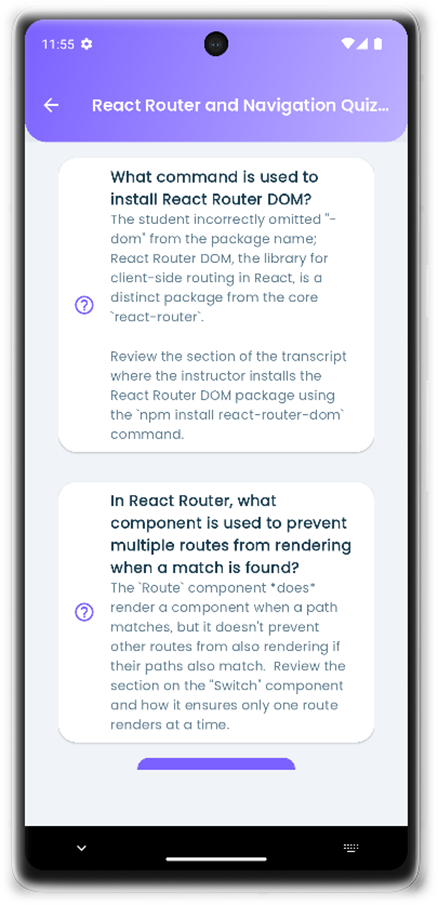 11:55
React Router and Navigation Quiz...
What command is used to
install React Router DOM?
The student incorrectly omitted "-
dom" from the package name;
React Router DOM, the library for
client-side routing in React, is a
distinct package from the core
`react-router`.
Review the section of the transcript
where the instructor installs the
React Router DOM package using
the `npm install react-router-dom`
command.
In React Router, what
component is used to prevent
multiple routes from rendering
when a match is found?
The `Route` component *does*
render a component when a path
matches, but it doesn't prevent
other routes from also rendering if
their paths also match.  Review the
section on the "Switch" component
and how it ensures only one route
renders at a time.